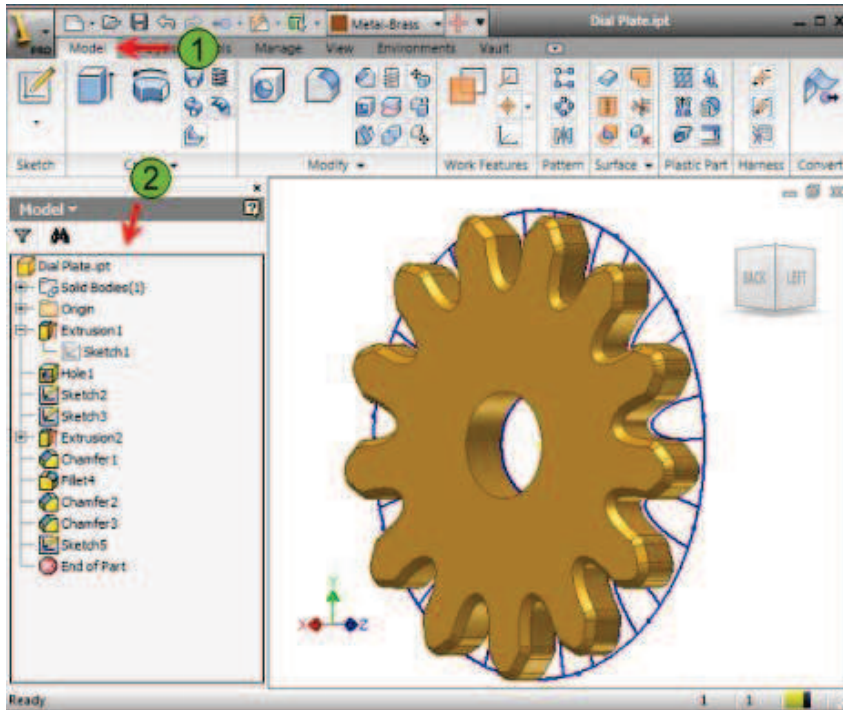 Metal-Brass Dial Plate.ipt
PRO Model 1 Manage View Environments Vault
Sketch Modify Work Features Pattern Surface Plastic Part Harness Convert
2
Model
Dial Plate.ipt
Solid Bodies(1)
Origin
Extrusion1
Sketch1
Hole1
Sketch2
Sketch3
Extrusion2
Chamfer1
Fillet4
Chamfer2
Chamfer3
Sketch5
End of Part
BACK LEFT
Y
X Z
Ready 1 1